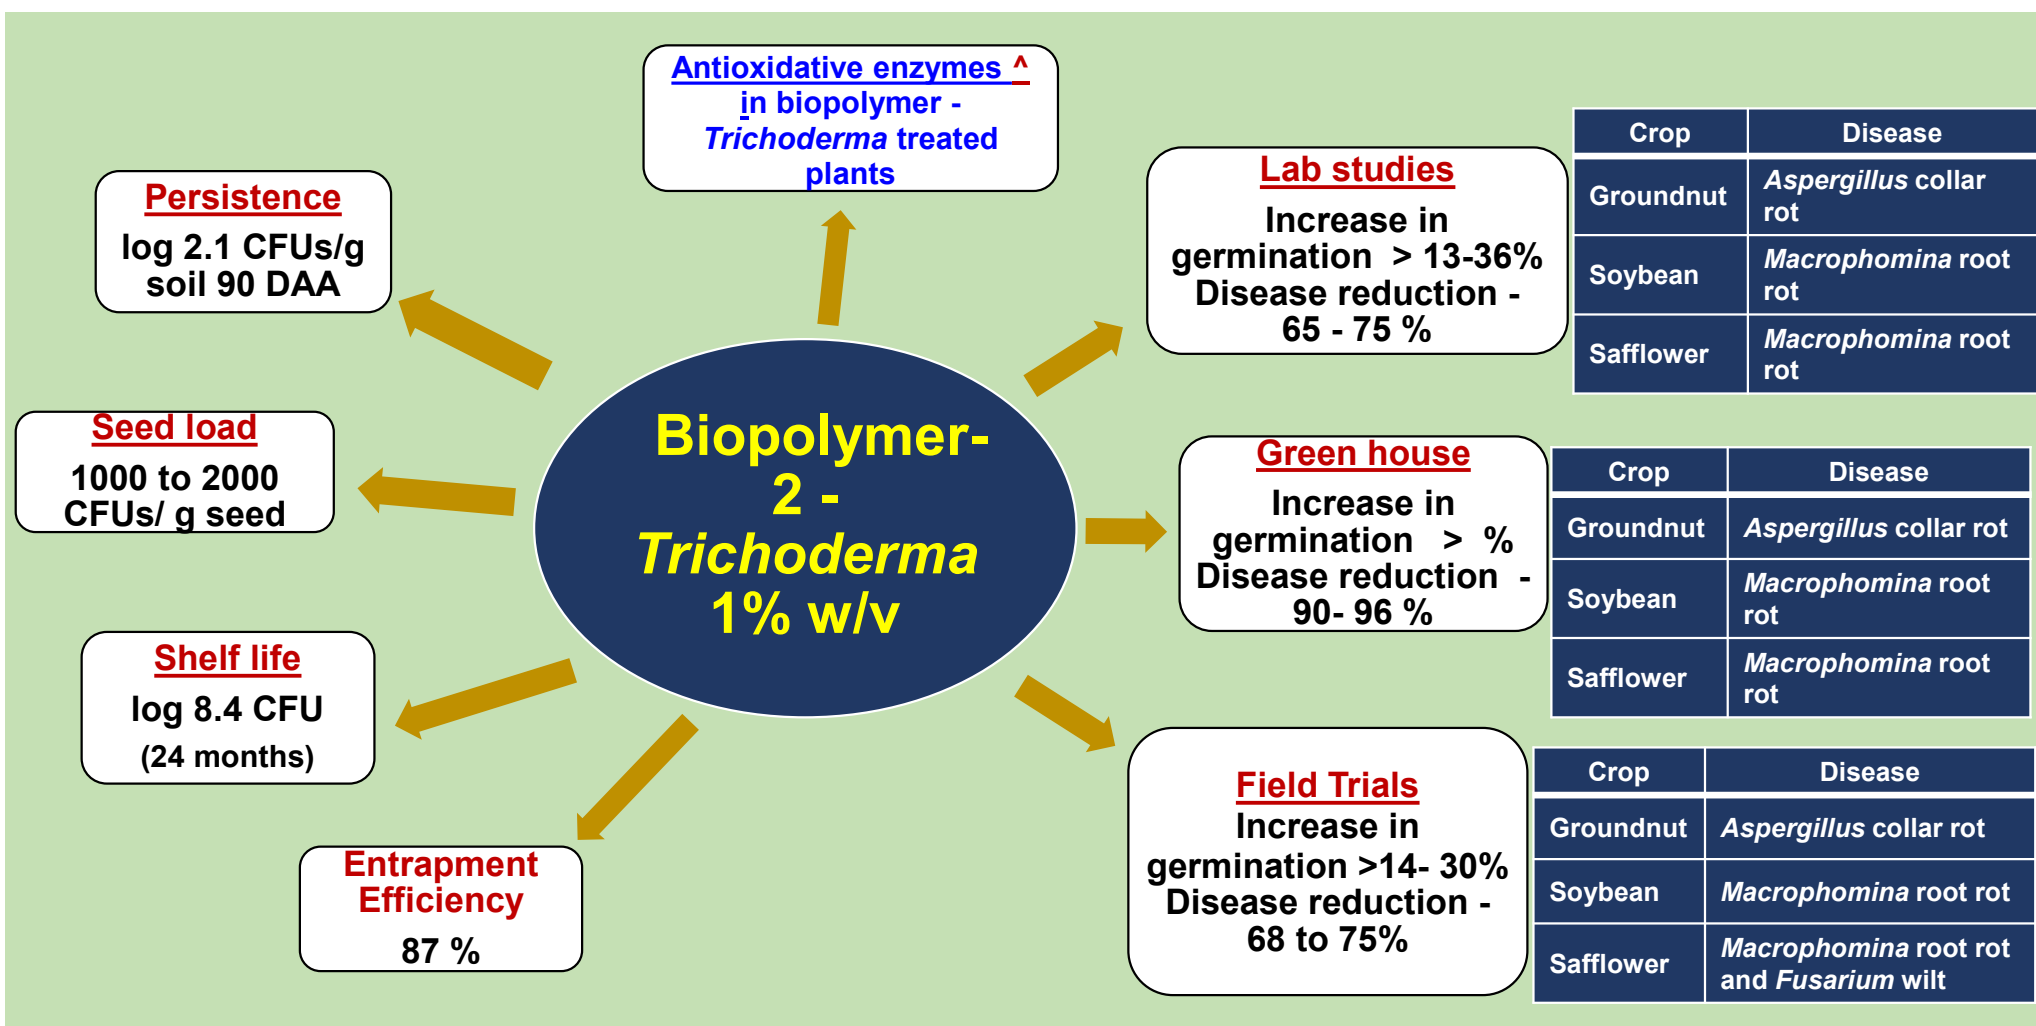 Antioxidative enzymes ^
in biopolymer -
Trichoderma treated
plants
Persistence
log 2.1 CFUs/g
soil 90 DAA
Seed load
1000 to 2000
CFUs/ g seed
Shelf life
log 8.4 CFU
(24 months)
Entrapment
Efficiency
87 %
Biopolymer-
2 -
Trichoderma
1% w/v
Lab studies
Increase in
germination > 13-36%
Disease reduction -
65 - 75 %
Crop Disease
Groundnut Aspergillus collar
rot
Soybean Macrophomina root
rot
Safflower Macrophomina root
rot
Green house
Increase in
germination > %
Disease reduction -
90- 96 %
Crop Disease
Groundnut Aspergillus collar rot
Soybean Macrophomina root
rot
Safflower Macrophomina root
rot
Field Trials
Increase in
germination >14- 30%
Disease reduction -
68 to 75%
Crop Disease
Groundnut Aspergillus collar rot
Soybean Macrophomina root rot
Safflower Macrophomina root rot
and Fusarium wilt